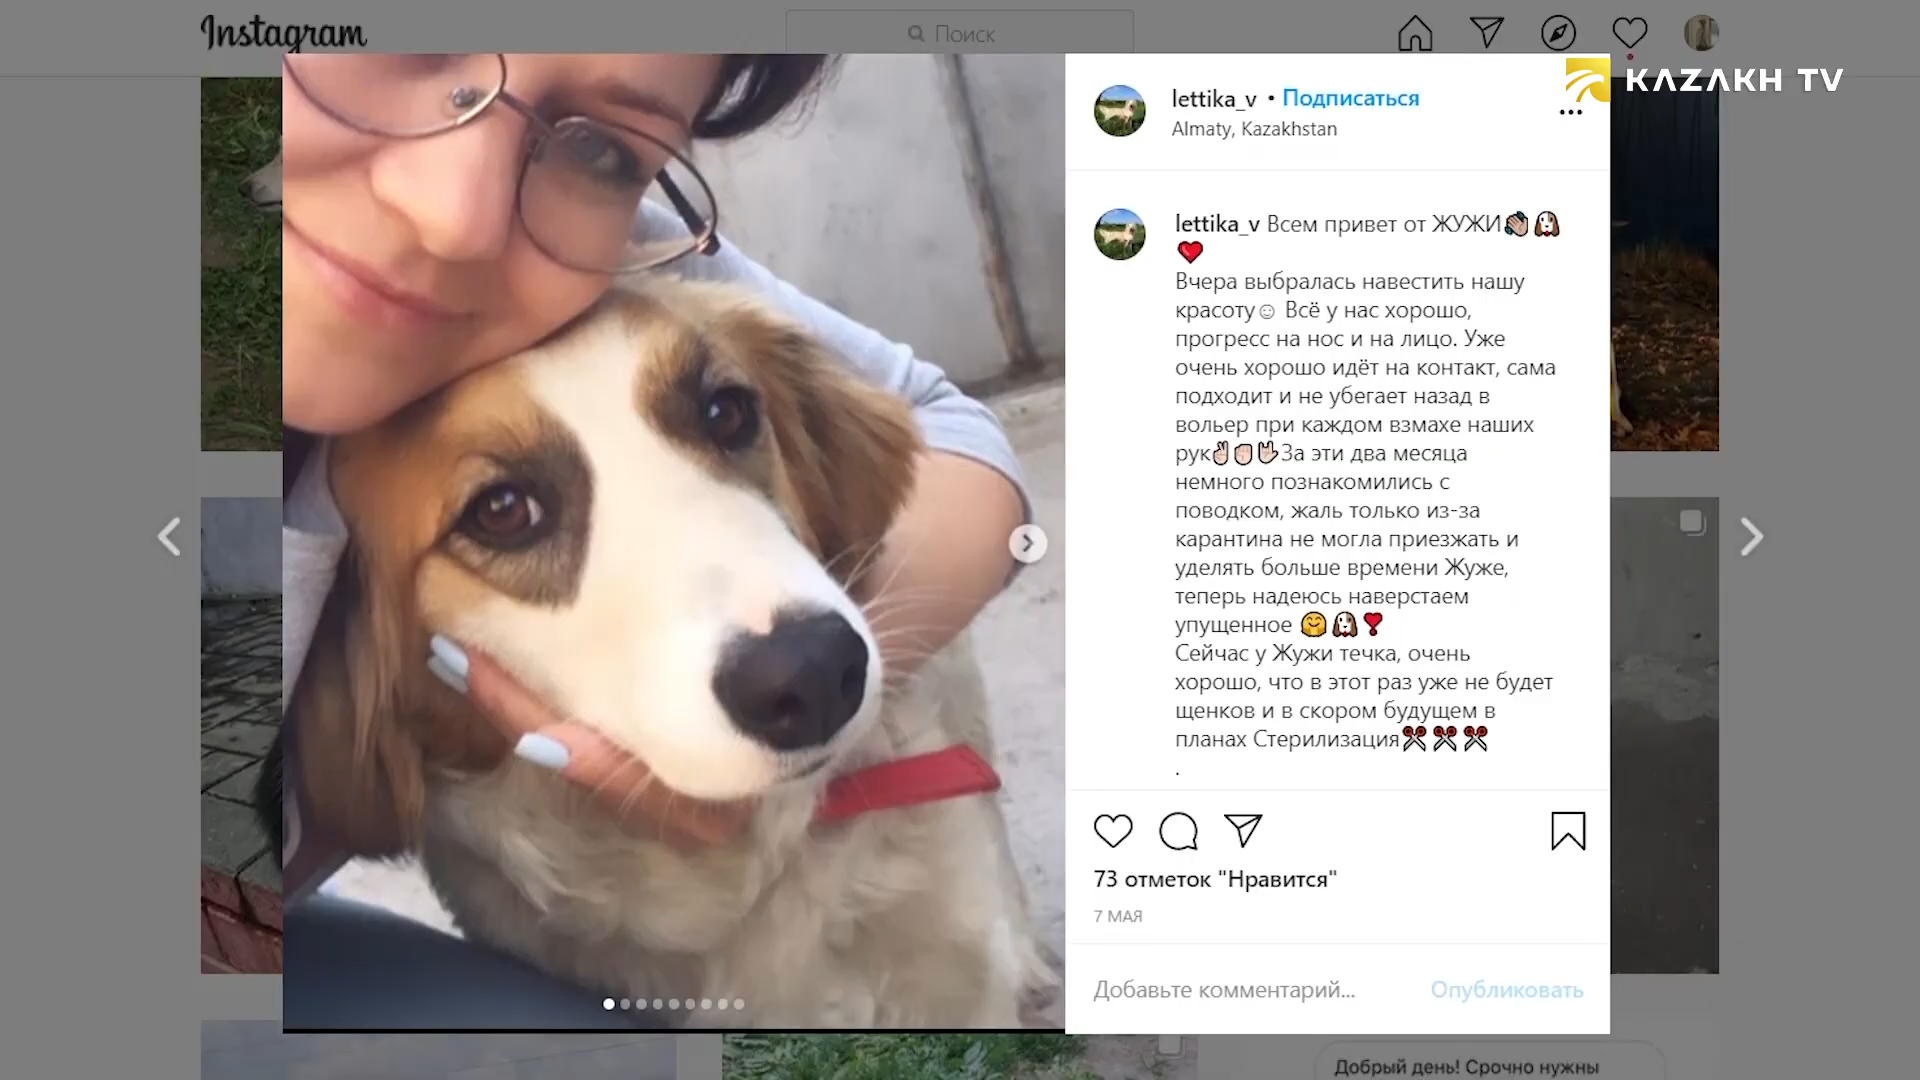 Instagram
Поиск
KAZAKH TV
lettika_v • Подписаться
Almaty, Kazakhstan
lettika_v Всем привет от ЖУЖИ👋🏽🐶
❤️
Вчера выбралась навестить нашу
красоту☺ Всё у нас хорошо,
прогресс на нос и на лицо. Уже
очень хорошо идёт на контакт, сама
подходит и не убегает назад в
вольер при каждом взмахе наших
рук✌🏻✊🏻🤟🏻За эти два месяца
немного познакомились с
поводком, жаль только из-за
карантина не могла приезжать и
уделять больше времени Жуже,
теперь надеюсь наверстаем
упущенное 🤗🐶❣️
Сейчас у Жужи течка, очень
хорошо, что в этот раз уже не будет
щенков и в скором будущем в
планах Стерилизация✂️✂️✂️
.
73 отметок "Нравится"
7 МАЯ
Добавьте комментарий...
Опубликовать
Добрый день! Срочно нужны